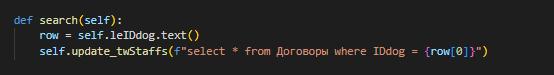 def search(self):
    row = self.leIDdog.text()
    self.update_twStaffs(f"select * from Договоры where IDdog = {row[0]}")